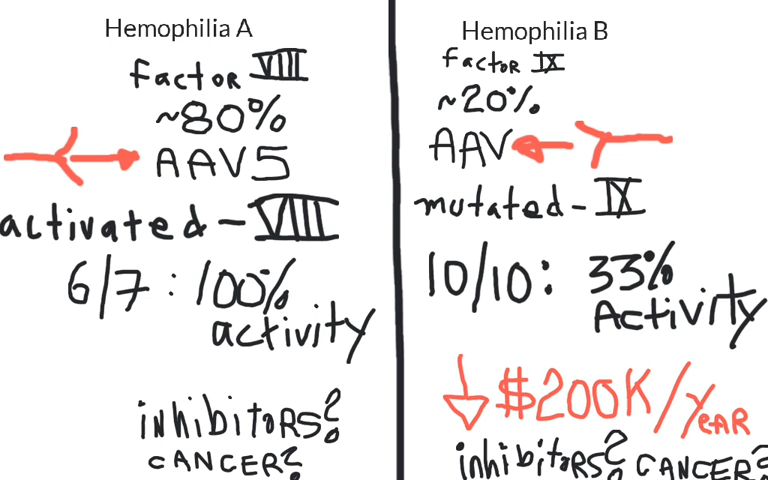 Hemophilia A
factor VIII
~80%
AAV5
activated-VIII
6/7: 100%
activity
inhibitors?
CANCER?
Hemophilia B
factor IX
~20%
AAV
mutated-IX
10/10: 33%
Activity
$200K/YEAR
inhibitors? CANCER?